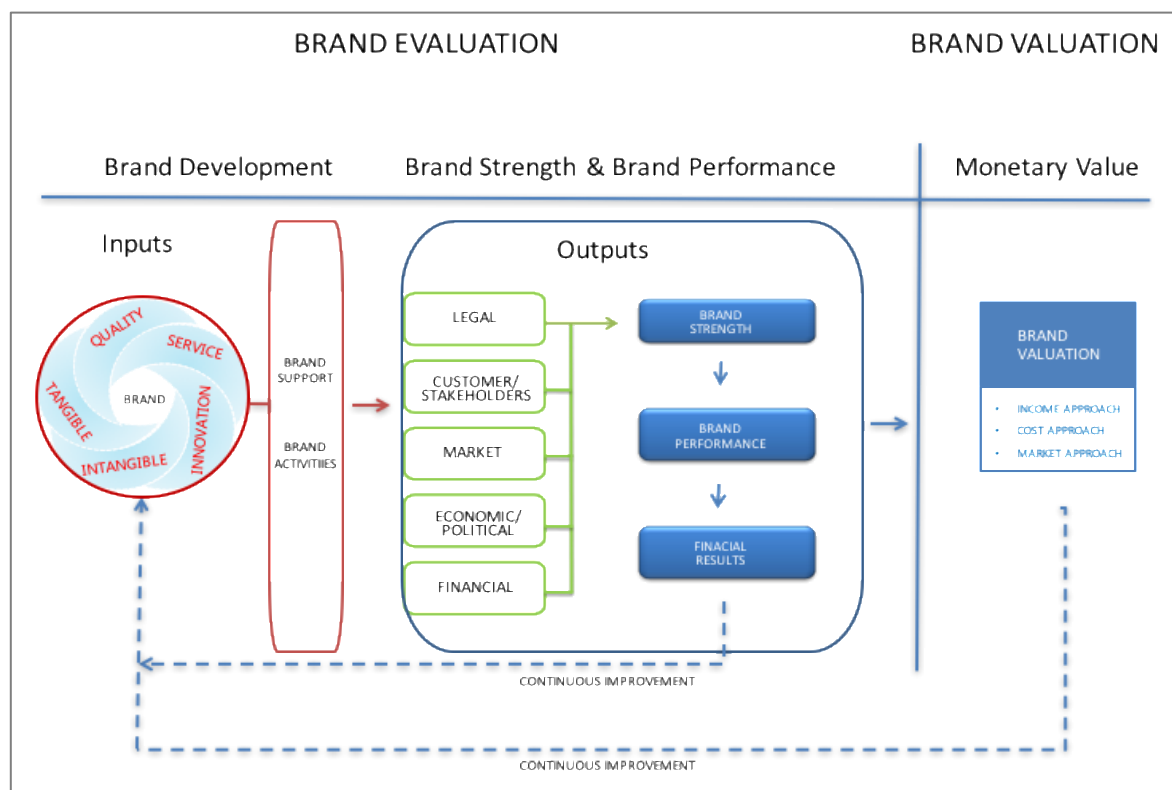 BRAND EVALUATION
BRAND VALUATION
Brand Development
Brand Strength & Brand Performance
Monetary Value
Inputs
QUALITY
SERVICE
INNOVATION
INTANGIBLE
TANGIBLE
BRAND
BRAND
SUPPORT
BRAND
ACTIVITIIES
Outputs
LEGAL
CUSTOMER/
STAKEHOLDERS
MARKET
ECONOMIC/
POLITICAL
FINANCIAL
BRAND
STRENGTH
BRAND
PERFORMANCE
FINACIAL
RESULTS
BRAND
VALUATION
• INCOME APPROACH
• COST APPROACH
• MARKET APPROACH
CONTINUOUS IMPROVEMENT
CONTINUOUS IMPROVEMENT